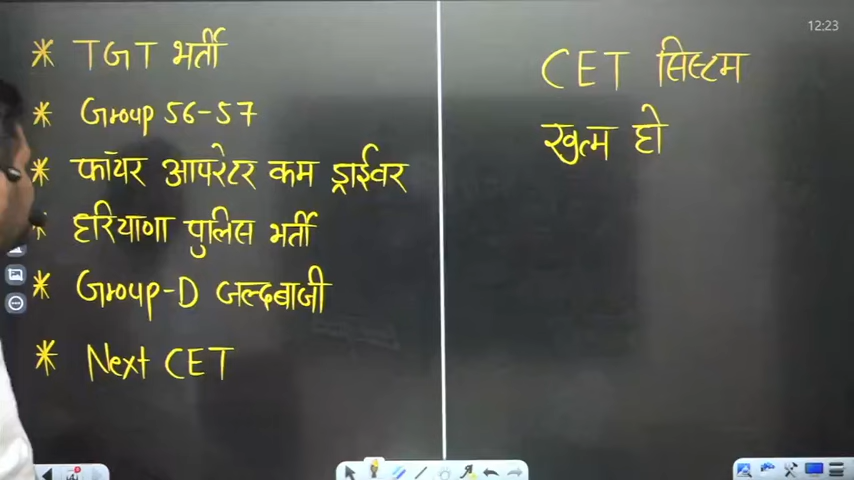 12:23
* TGT भर्ती
* Group 56-57
* फॉयर आपरेटर कम ड्राईवर
* हरियाणा पुलिस भर्ती
* Group-D जल्दबाजी
* Next CET
CET सिस्टम
खत्म हो